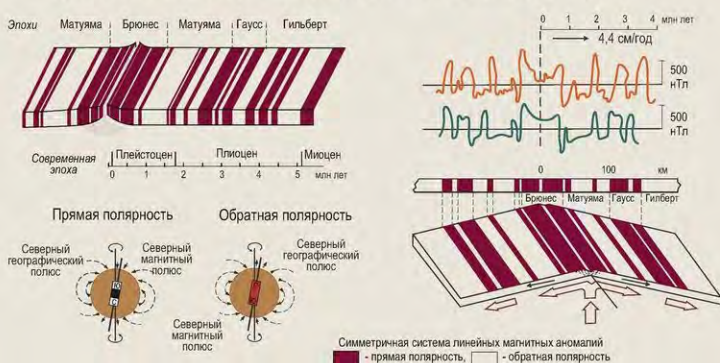 Эпохи Матуяма Брюнес Матуяма Гаусс Гильберт
Современная эпоха
Плейстоцен Плиоцен Миоцен
0 1 2 3 4 5 млн лет
Прямая полярность
Северный географический полюс
Северный магнитный полюс
Ю
С
Обратная полярность
Северный географический полюс
Северный магнитный полюс
0 1 2 3 4 млн лет
4,4 см/год
500 нТл
500 нТл
0 100 км
Брюнес Матуяма Гаусс Гилберт
Симметричная система линейных магнитных аномалий
- прямая полярность, - обратная полярность